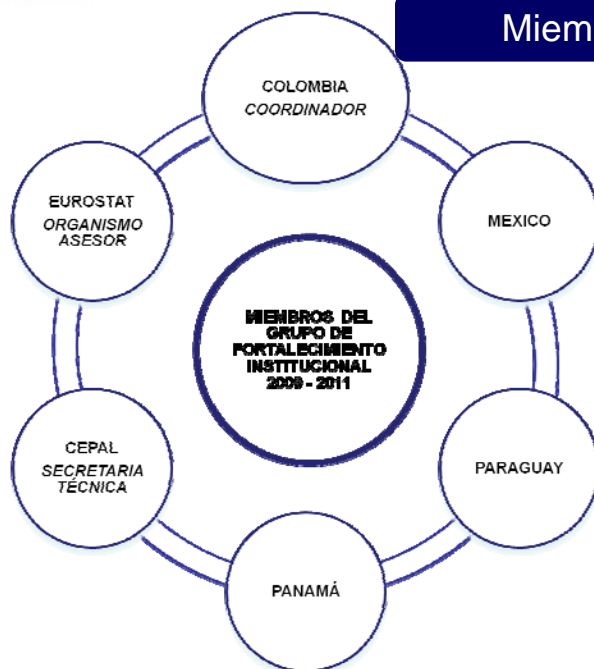 Miem
COLOMBIA
COORDINADOR
MEXICO
PARAGUAY
PANAMÁ
CEPAL
SECRETARIA
TÉCNICA
EUROSTAT
ORGANISMO
ASESOR
MIEMBROS DEL
GRUPO DE
FORTALECIMIENTO
INSTITUCIONAL
2009 - 2011